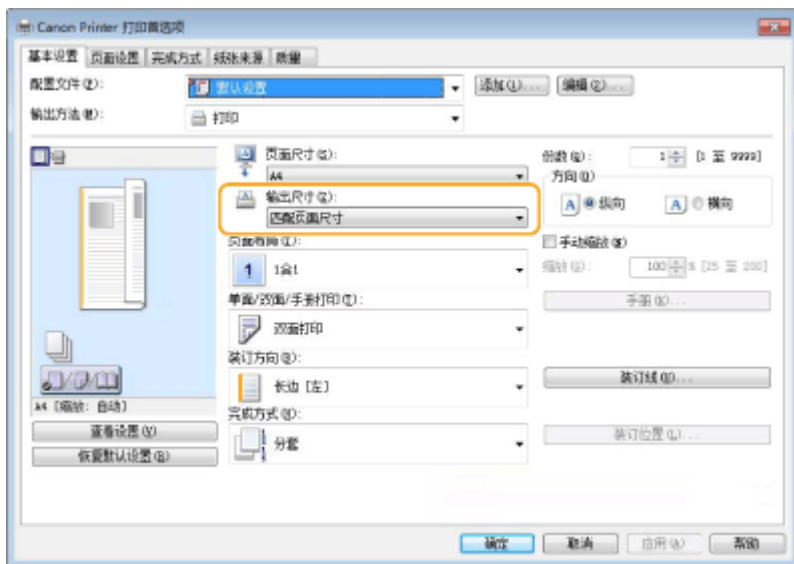 Canon Printer 打印首选项
基本设置 页面设置 完成方式 纸张来源 质量
配置文件(F): 默认设置 添加(1)... 编辑(2)...
输出方法(M): 打印
页面尺寸(G): 份数(Q): 1 [1 至 9999]
A4 方向(D)
输出尺寸(Z): A 纵向 A 横向
匹配页面尺寸
页面布局(T): 手动缩放(K)
1 1合1 缩放(S): 100 % [25 至 200]
单面/双面/手册打印(T): 手册(K)...
双面打印
装订方向(B):
长边 [左] 装订线(U)...
A4 [缩放: 自动]
完成方式(H):
查看设置(V) 分套 装订位置(L)...
恢复默认设置(R)
确定 取消 应用(A) 帮助